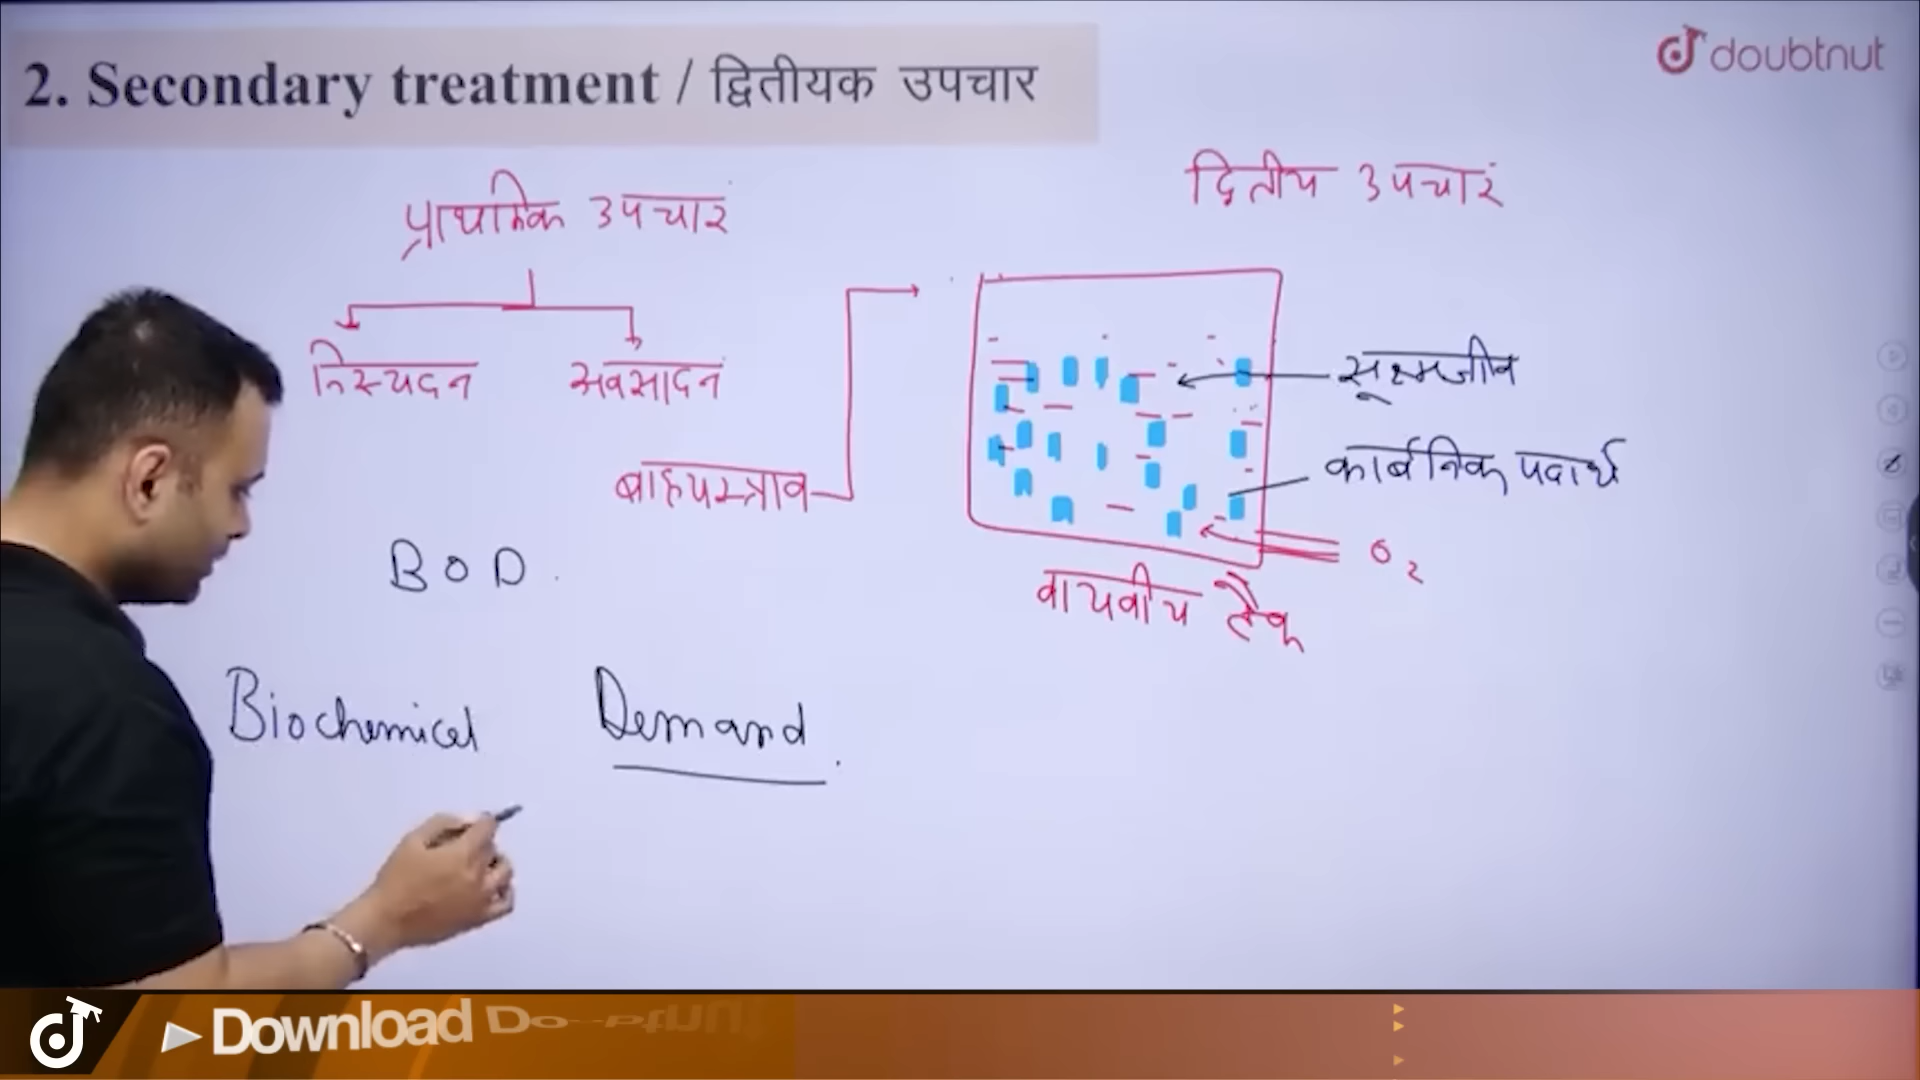 2. Secondary treatment / द्वितीयक उपचार
doubtnut
प्राथमिक उपचार
द्वितीय उपचार
निस्यदन
अवसादन
सूक्ष्मजीव
कार्बनिक पदार्थ
बाह्यस्त्राव
O2
वायवीय टैंक
BOD
Biochemical Demand
Download